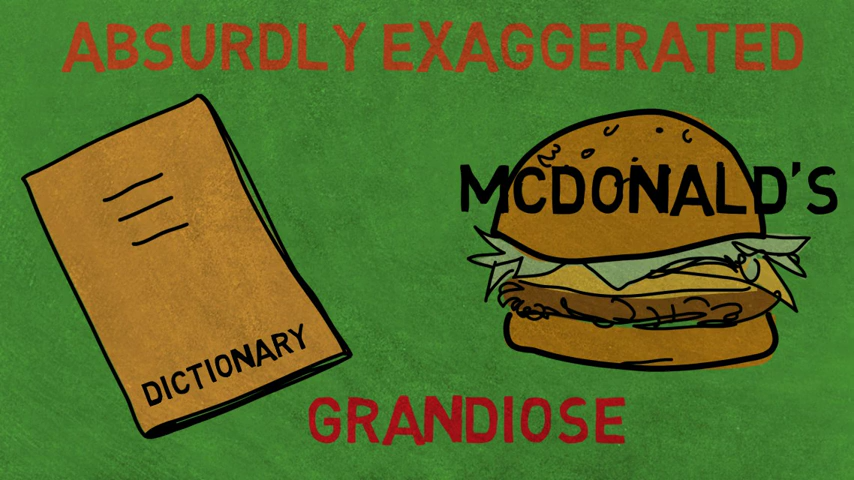 ABSURDLY EXAGGERATED
MCDONALD'S
DICTIONARY
GRANDIOSE